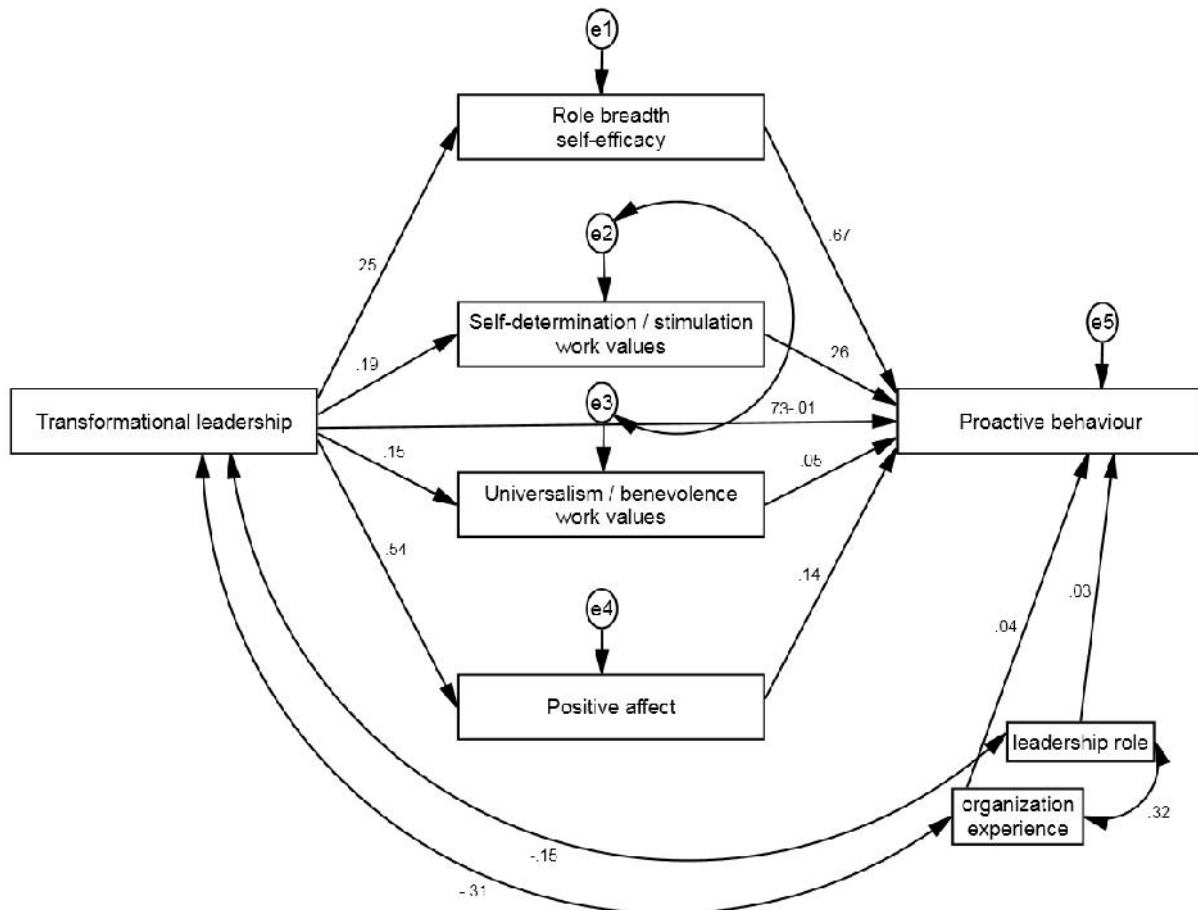 e1
Role breadth
self-efficacy
.67
e2
.25
Self-determination / stimulation
work values
.26
e5
.19
e3
Transformational leadership
.73
-.01
Proactive behaviour
.15
.05
Universalism / benevolence
work values
.54
.14
e4
.03
.04
Positive affect
leadership role
organization
experience
.32
-.15
-.31